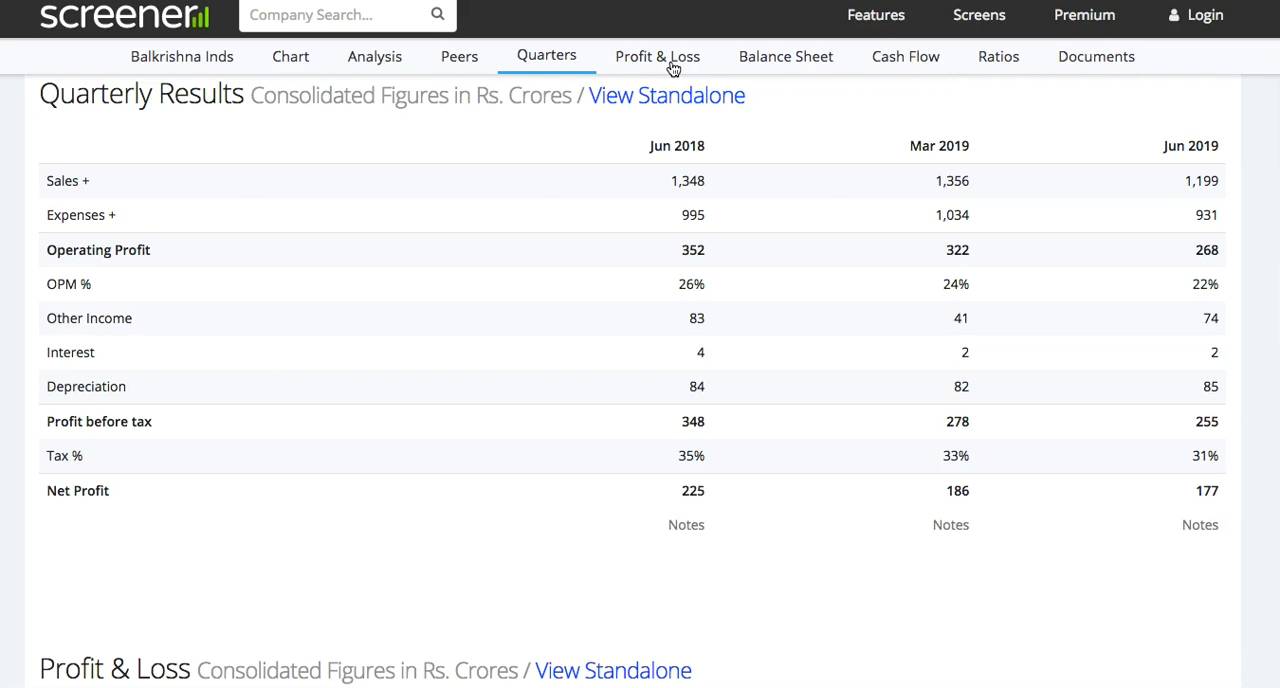 screener
Company Search...
Features Screens Premium Login
Balkrishna Inds Chart Analysis Peers Quarters Profit & Loss Balance Sheet Cash Flow Ratios Documents
Quarterly Results Consolidated Figures in Rs. Crores / View Standalone
Jun 2018 Mar 2019 Jun 2019
Sales + 1,348 1,356 1,199
Expenses + 995 1,034 931
Operating Profit 352 322 268
OPM % 26% 24% 22%
Other Income 83 41 74
Interest 4 2 2
Depreciation 84 82 85
Profit before tax 348 278 255
Tax % 35% 33% 31%
Net Profit 225 186 177
Notes Notes Notes
Profit & Loss Consolidated Figures in Rs. Crores / View Standalone